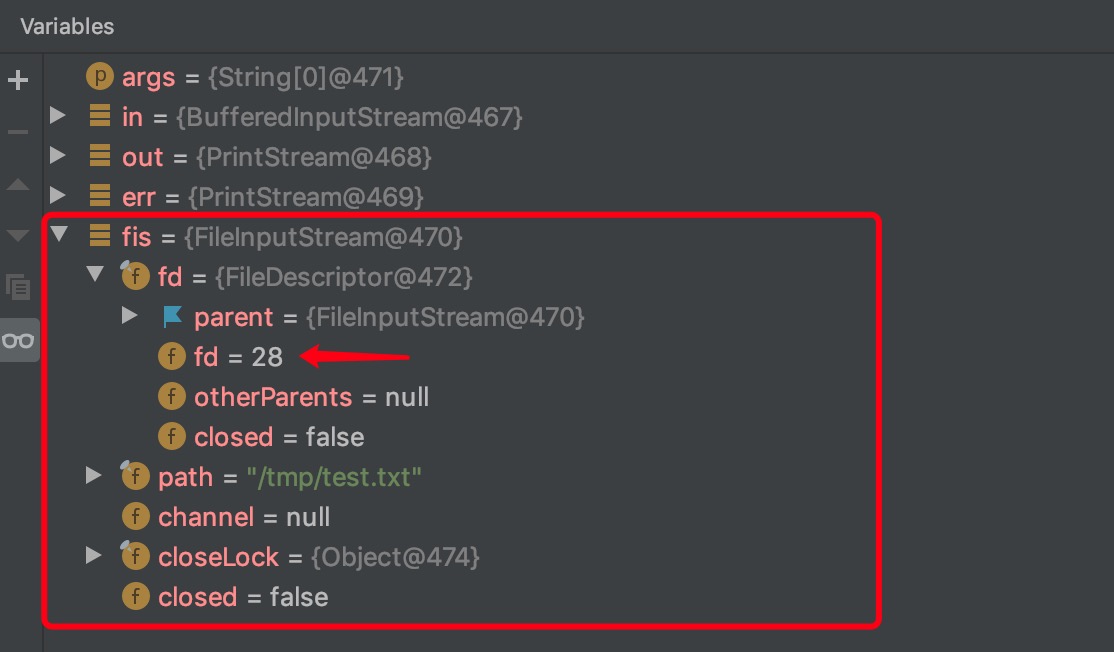 Variables
args = {String[0]@471}
in = {BufferedInputStream@467}
out = {PrintStream@468}
err = {PrintStream@469}
fis = {FileInputStream@470}
fd = {FileDescriptor@472}
parent = {FileInputStream@470}
fd = 28
otherParents = null
closed = false
path = "/tmp/test.txt"
channel = null
closeLock = {Object@474}
closed = false